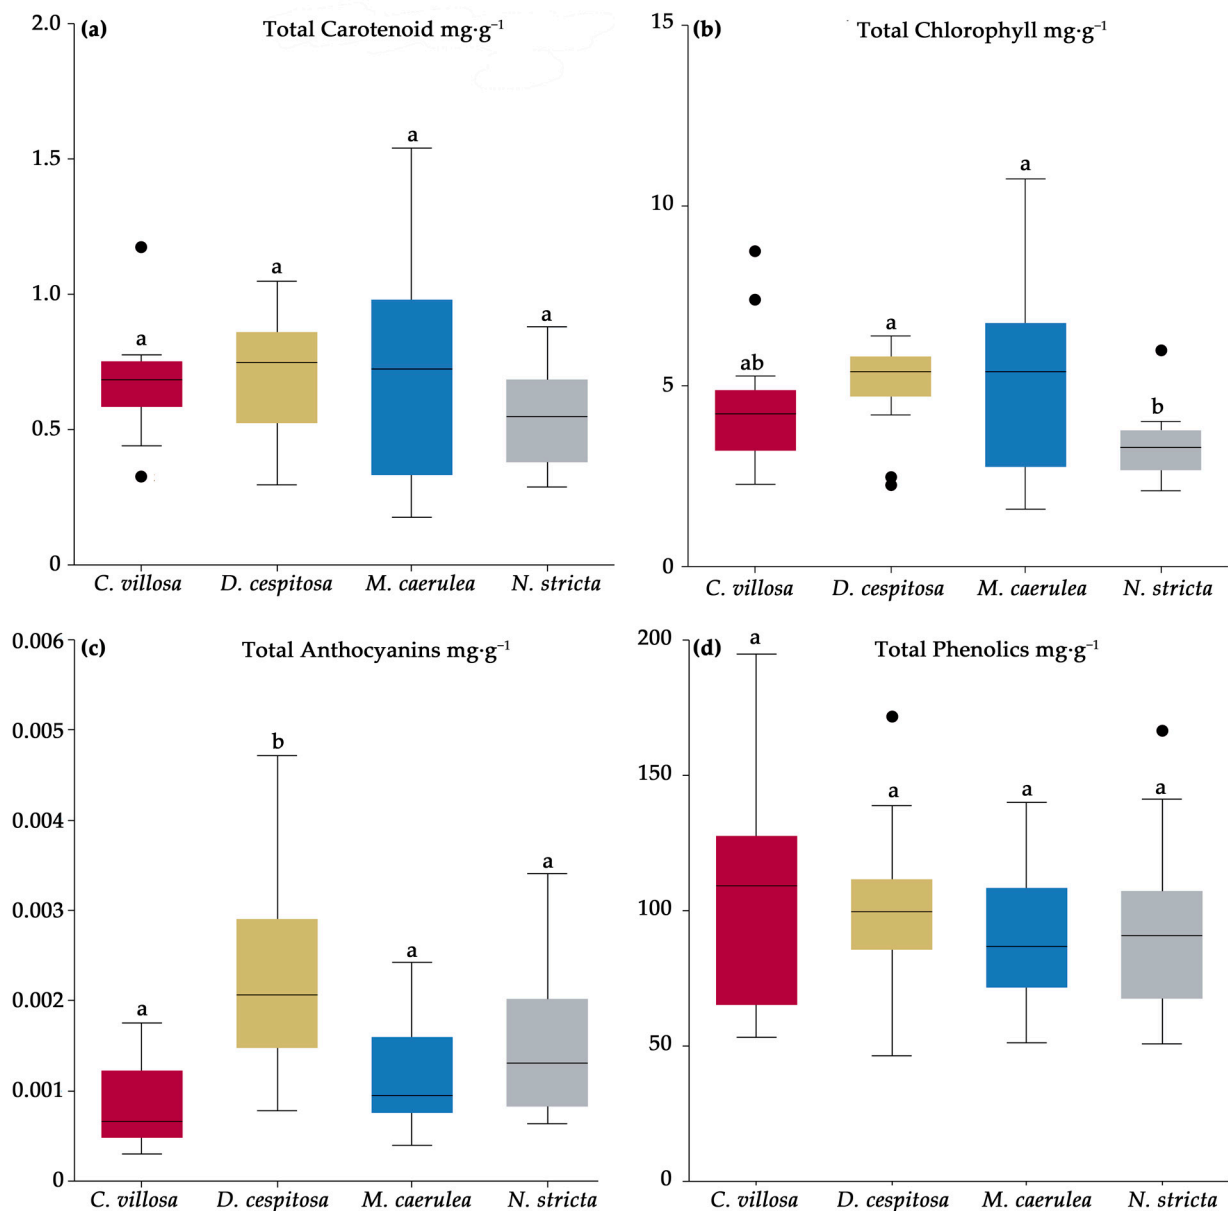 (a) Total Carotenoid mg·g⁻¹
2.0
1.5
1.0
0.5
0
a
a
a
a
C. villosa D. cespitosa M. caerulea N. stricta
(b) Total Chlorophyll mg·g⁻¹
15
10
5
0
ab
a
a
b
C. villosa D. cespitosa M. caerulea N. stricta
(c) Total Anthocyanins mg·g⁻¹
0.006
0.005
0.004
0.003
0.002
0.001
0
a
b
a
a
C. villosa D. cespitosa M. caerulea N. stricta
(d) Total Phenolics mg·g⁻¹
200
150
100
50
0
a
a
a
a
C. villosa D. cespitosa M. caerulea N. stricta